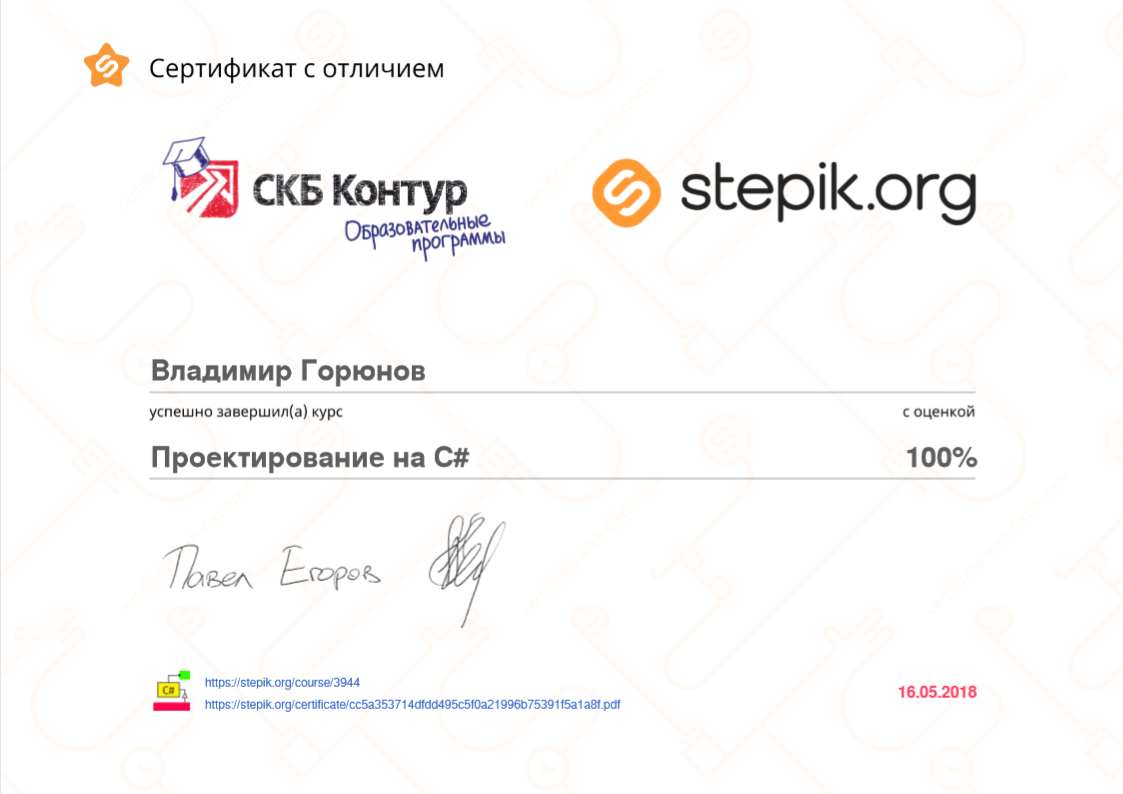 Сертификат с отличием
СКБ Контур
Образовательные
программы
stepik.org
Владимир Горюнов
успешно завершил(а) курс
с оценкой
Проектирование на C#
100%
Павел Егоров
C#
https://stepik.org/course/3944
https://stepik.org/certificate/cc5a353714dfdd495c5f0a21996b75391f5a1a8f.pdf
16.05.2018